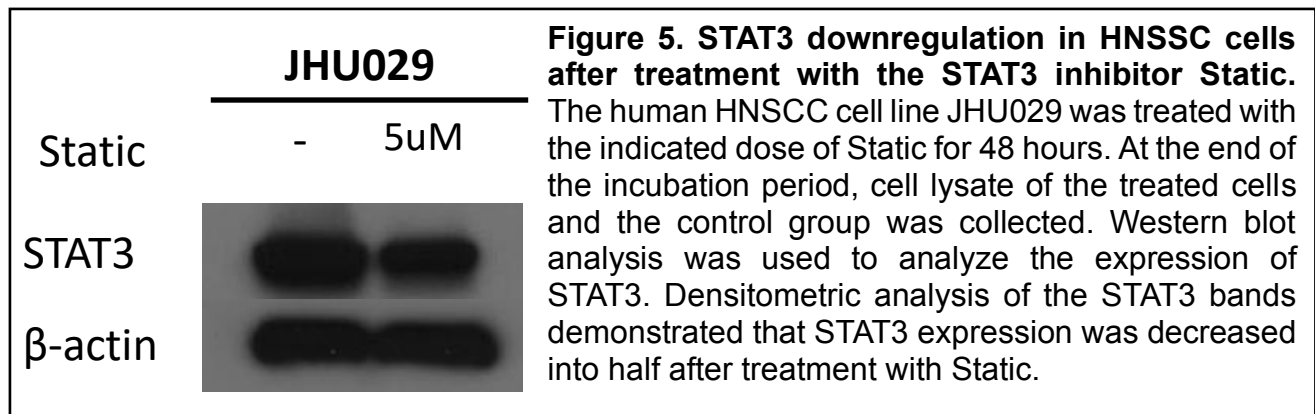 JHU029
Static - 5uM
STAT3
β-actin
Figure 5. STAT3 downregulation in HNSSC cells
after treatment with the STAT3 inhibitor Static.
The human HNSCC cell line JHU029 was treated with
the indicated dose of Static for 48 hours. At the end of
the incubation period, cell lysate of the treated cells
and the control group was collected. Western blot
analysis was used to analyze the expression of
STAT3. Densitometric analysis of the STAT3 bands
demonstrated that STAT3 expression was decreased
into half after treatment with Static.